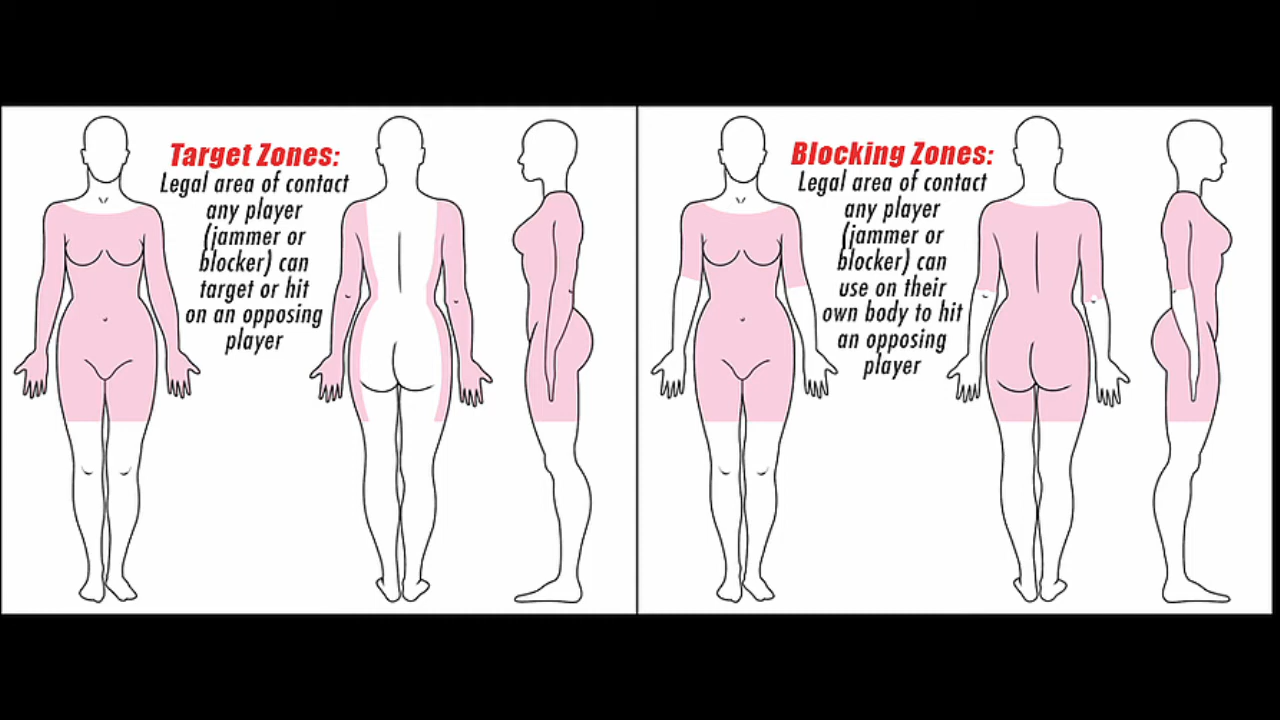 Target Zones:
Legal area of contact
any player
(jammer or
blocker) can
target or hit
on an opposing
player
Blocking Zones:
Legal area of contact
any player
(jammer or
blocker) can
use on their
own body to hit
an opposing
player